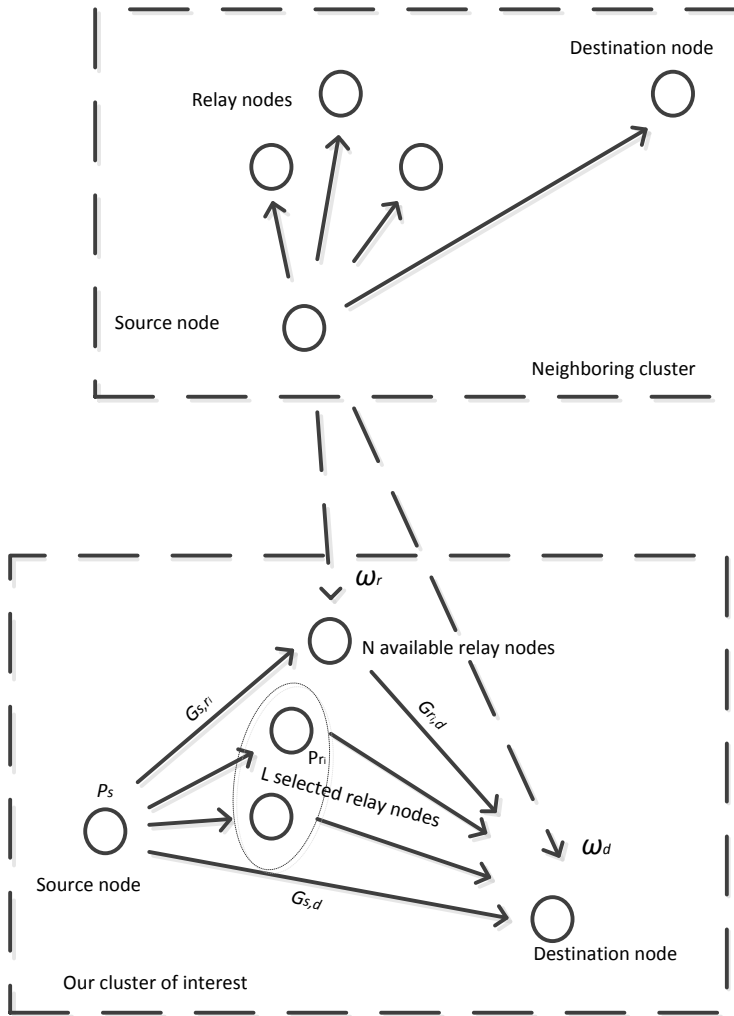 Destination node
Relay nodes
Source node
Neighboring cluster
ωr
N available relay nodes
Gs,ri
Gri,d
Pri
L selected relay nodes
Ps
ωd
Source node
Gs,d
Destination node
Our cluster of interest